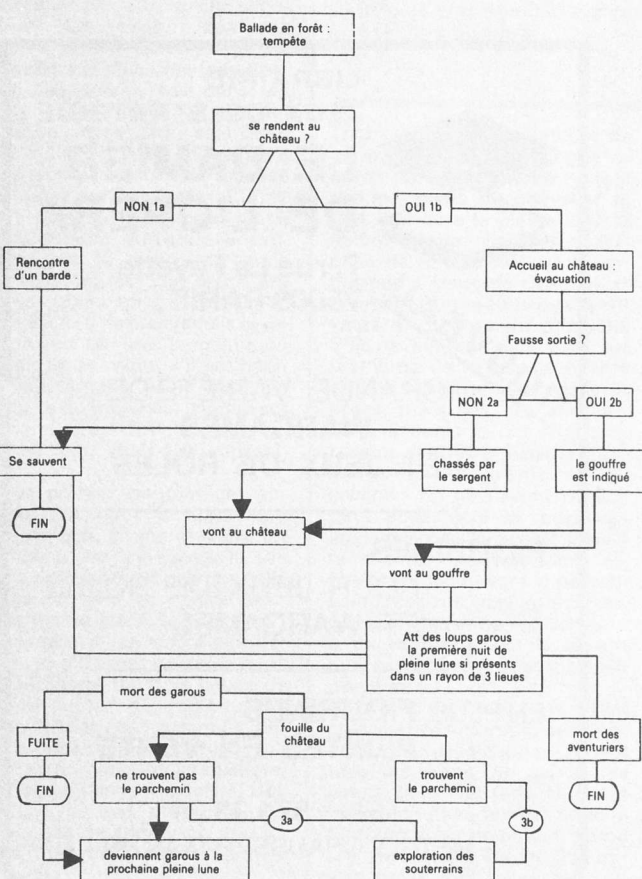 Ballade en forêt :
tempête
se rendent au
château ?
NON 1a
OUI 1b
Rencontre
d'un barde
Accueil au château :
évacuation
Fausse sortie ?
NON 2a
OUI 2b
Se sauvent
chassés par
le sergent
le gouffre
est indiqué
FIN
vont au château
vont au gouffre
Att des loups garous
la première nuit de
pleine lune si présents
dans un rayon de 3 lieues
mort des garous
FUITE
fouille du
château
mort des
aventuriers
FIN
ne trouvent pas
le parchemin
trouvent
le parchemin
FIN
3a
3b
deviennent garous à la
prochaine pleine lune
exploration des
souterrains